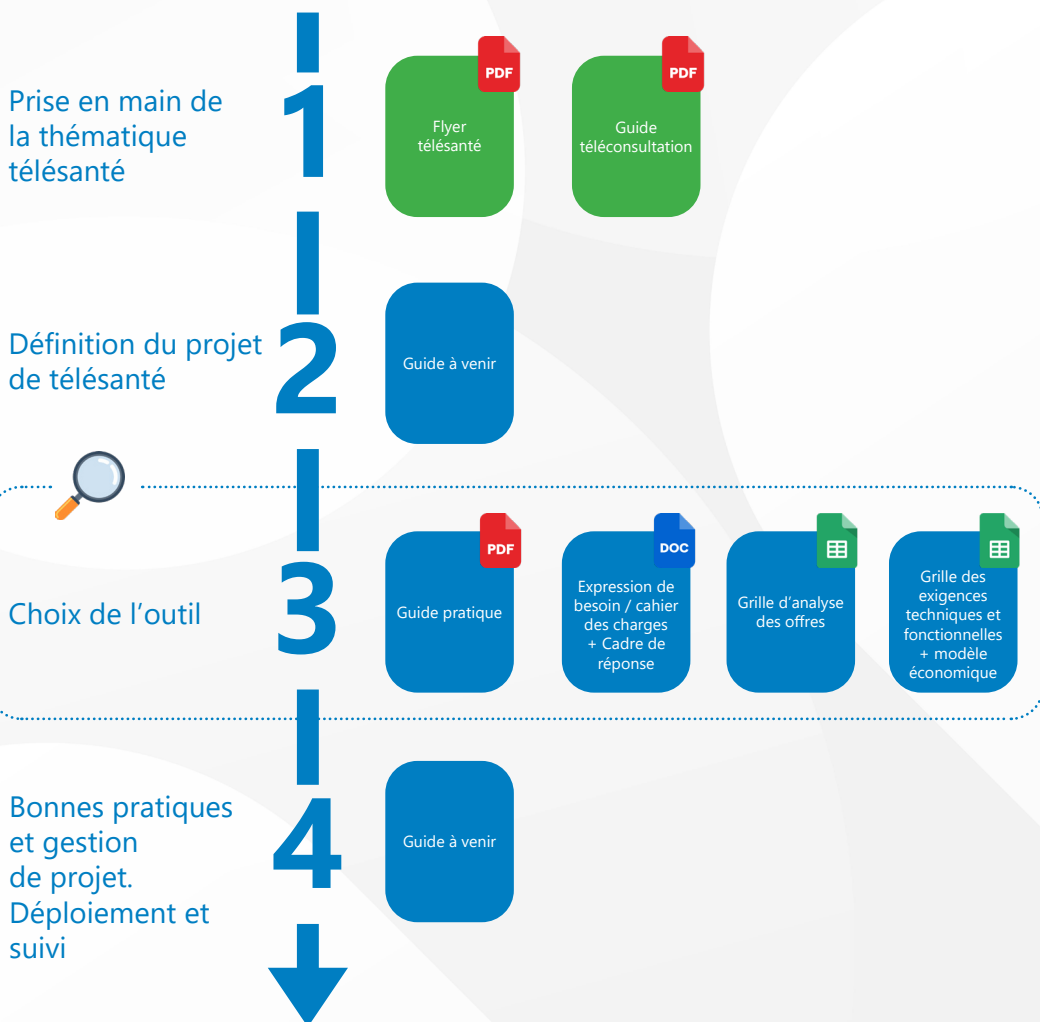 Prise en main de
la thématique
télésanté
1
PDF
Flyer
télésanté
PDF
Guide
téléconsultation
Définition du projet
de télésanté
2
Guide à venir
Choix de l’outil
3
PDF
Guide pratique
DOC
Expression de
besoin / cahier
des charges
+ Cadre de
réponse
Grille d’analyse
des offres
Grille des
exigences
techniques et
fonctionnelles
+ modèle
économique
Bonnes pratiques
et gestion
de projet.
Déploiement et
suivi
4
Guide à venir